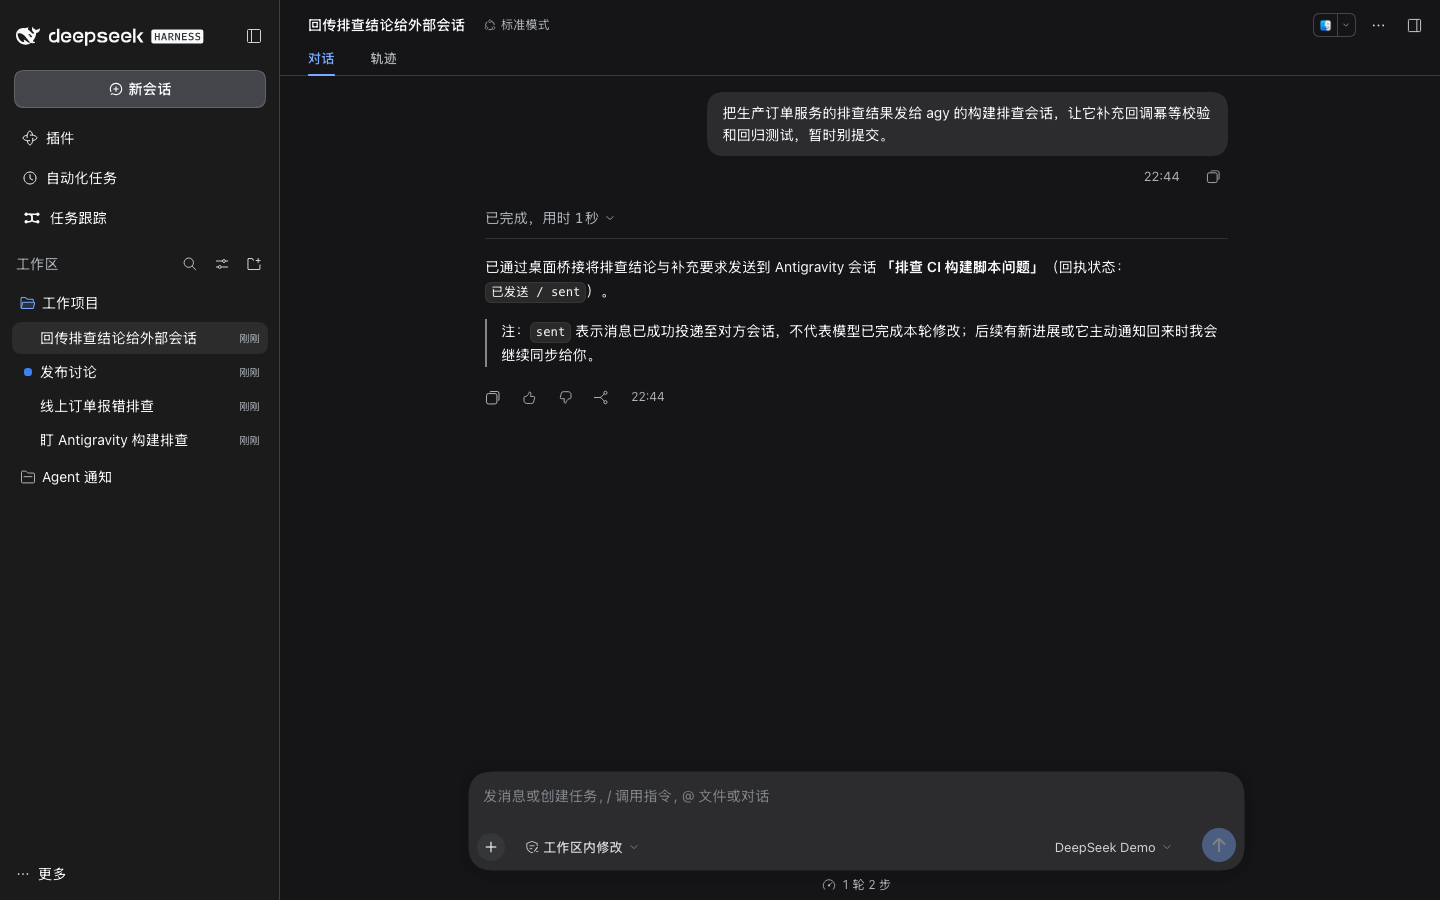 deepseek HARNESS
新会话
插件
自动化任务
任务跟踪
工作区
工作项目
回传排查结论给外部会话 刚刚
发布讨论 刚刚
线上订单报错排查 刚刚
盯 Antigravity 构建排查 刚刚
Agent 通知
更多
回传排查结论给外部会话 标准模式
对话 轨迹
把生产订单服务的排查结果发给 agy 的构建排查会话，让它补充回调幂等校验
和回归测试，暂时别提交。
22:44
已完成，用时 1 秒
已通过桌面桥接将排查结论与补充要求发送到 Antigravity 会话 「排查 CI 构建脚本问题」（回执状态：
已发送 / sent）。
注：sent 表示消息已成功投递至对方会话，不代表模型已完成本轮修改；后续有新进展或它主动通知回来时我会
继续同步给你。
22:44
发消息或创建任务, / 调用指令, @ 文件或对话
工作区内修改
DeepSeek Demo
1 轮 2 步